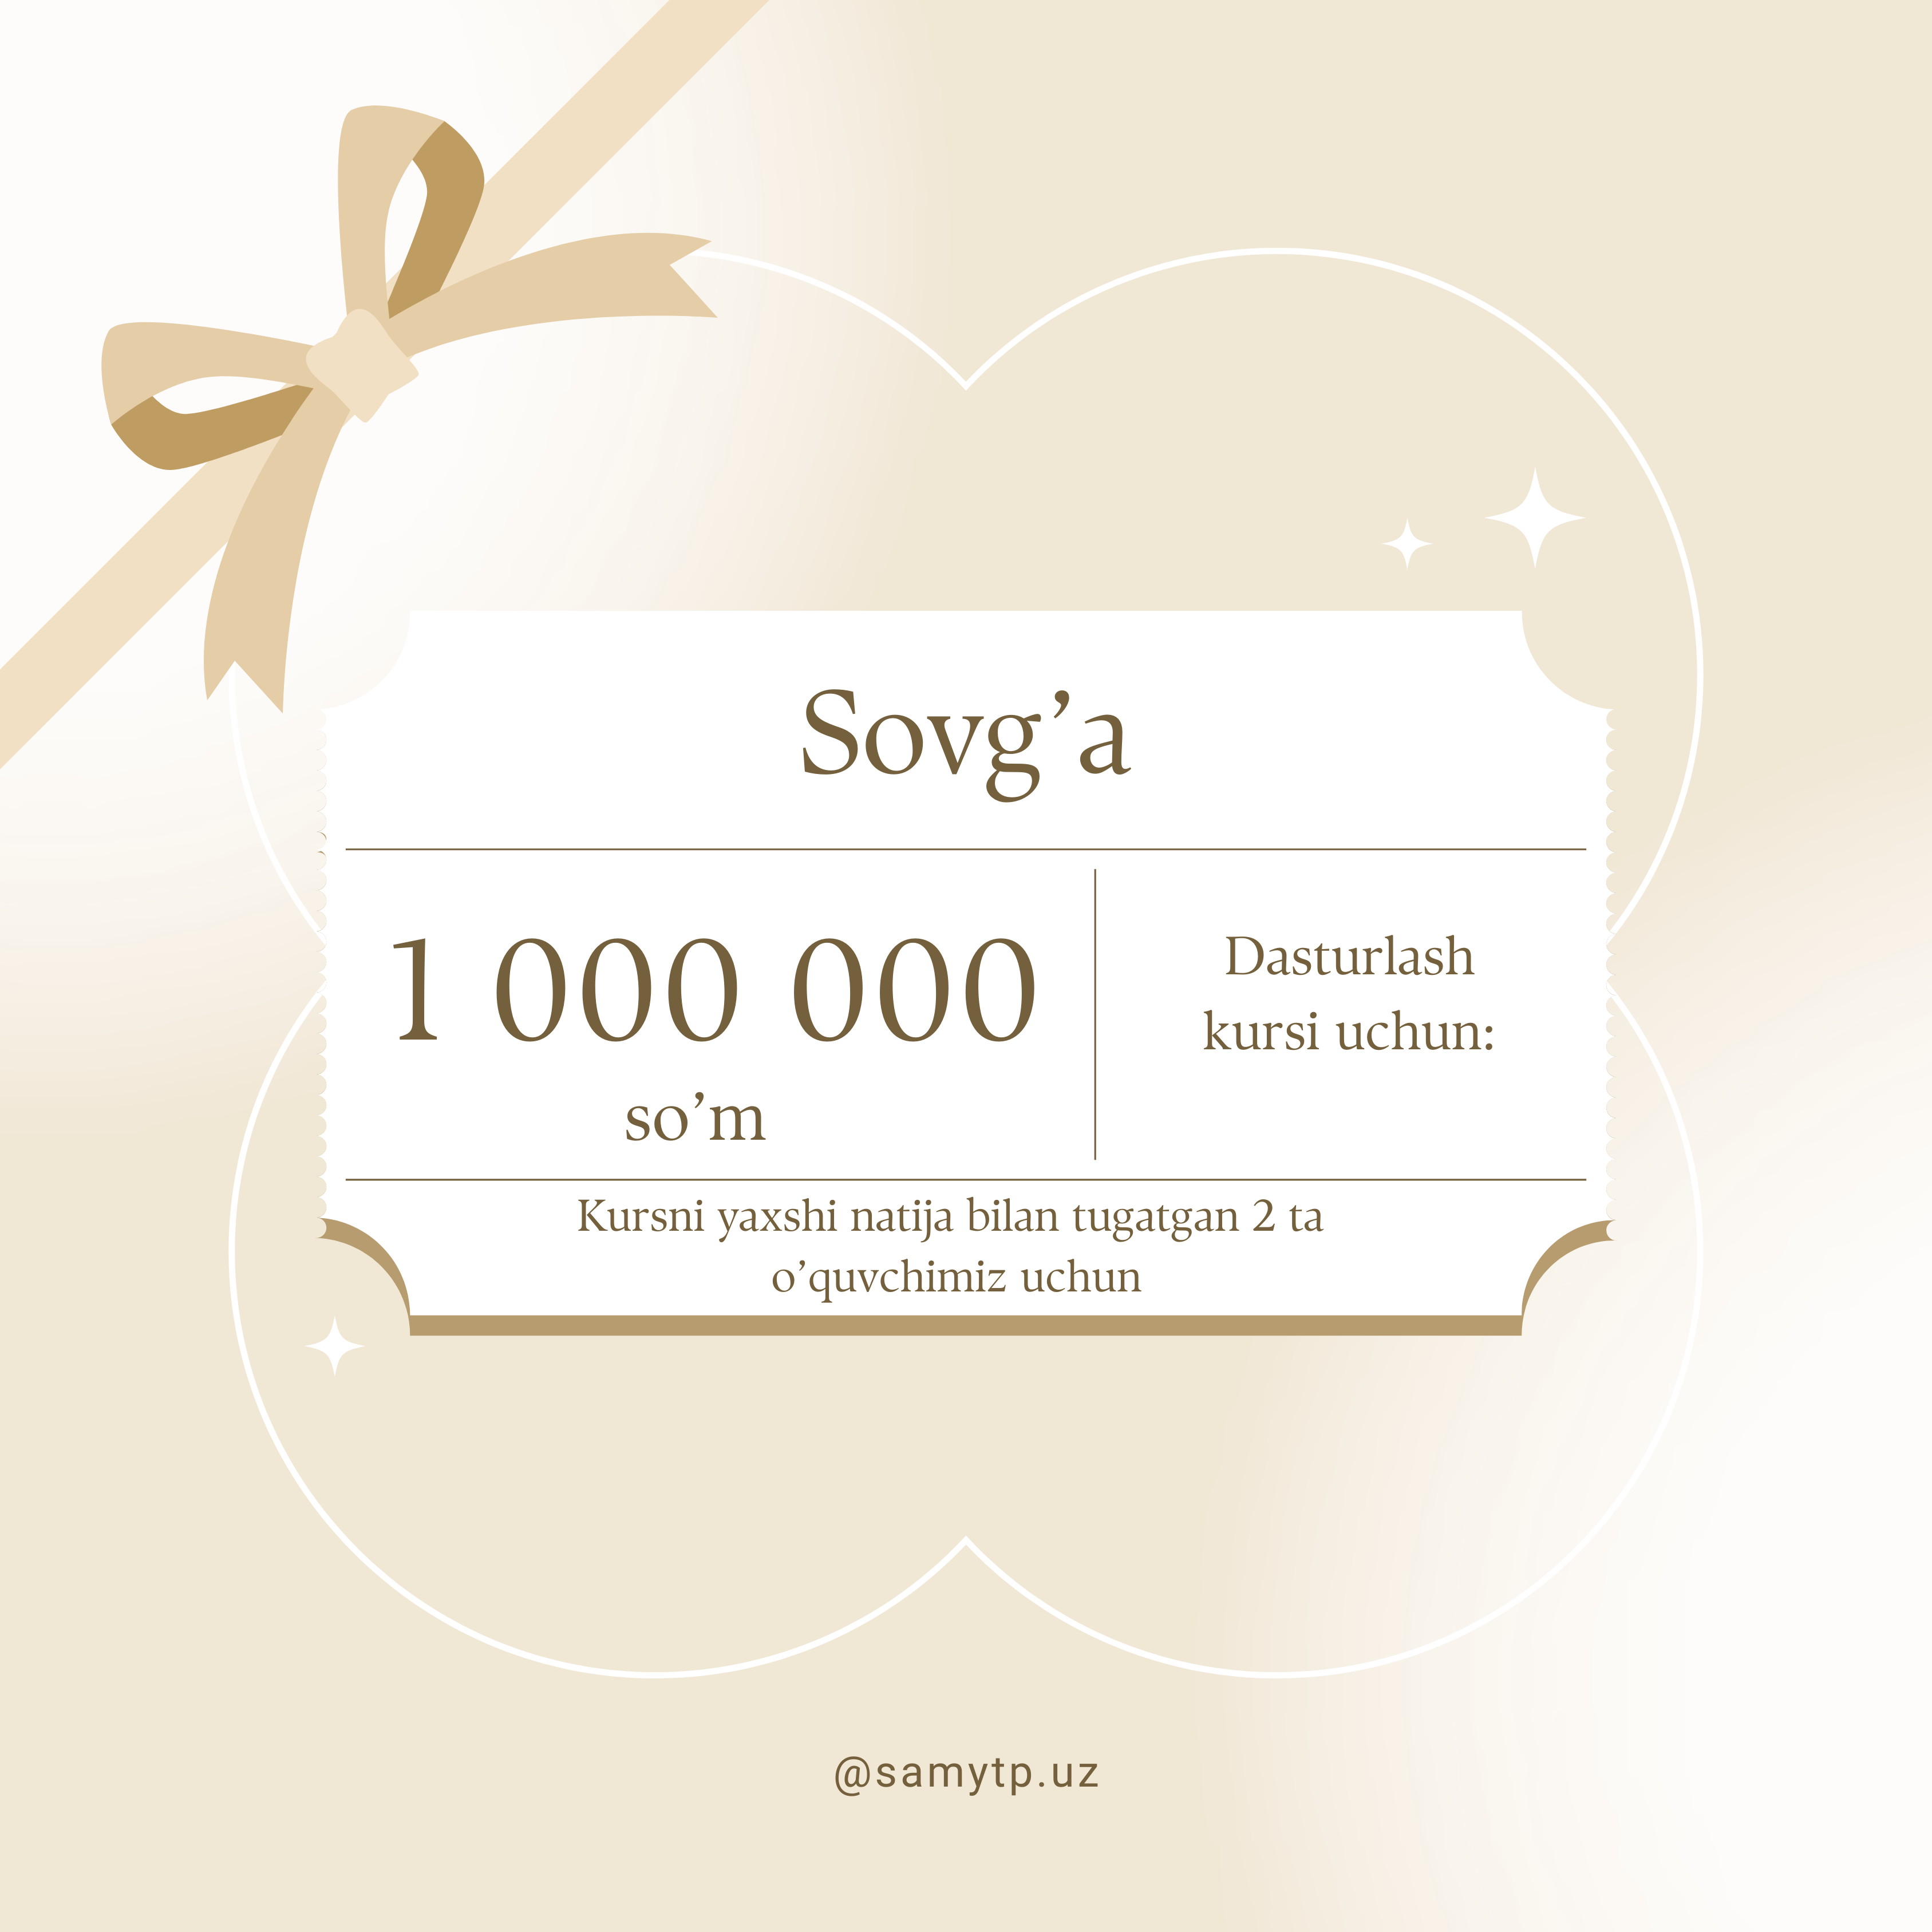 Sovg’a
1 000 000
so’m
Dasturlash
kursi uchun:
Kursni yaxshi natija bilan tugatgan 2 ta
o’quvchimiz uchun
@samytp.uz